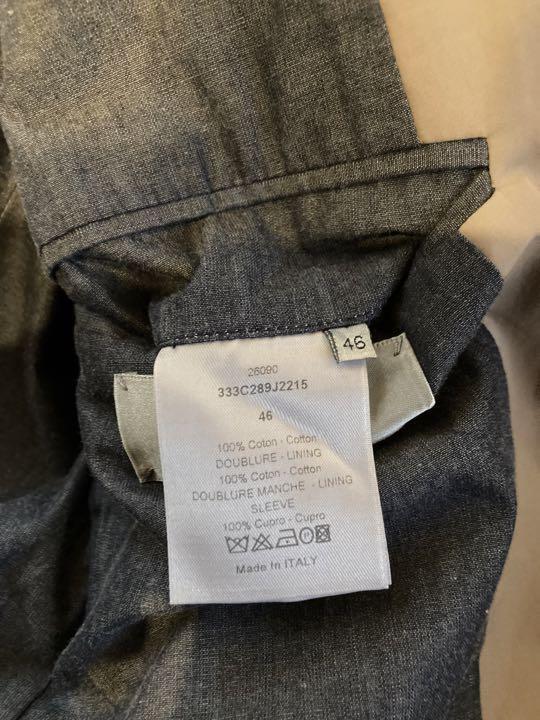 46
26090
333C289J2215
46
100% Coton - Cotton
DOUBLURE - LINING
100% Coton - Cotton
DOUBLURE MANCHE - LINING
SLEEVE
100% Cupro - Cupro
Made In ITALY